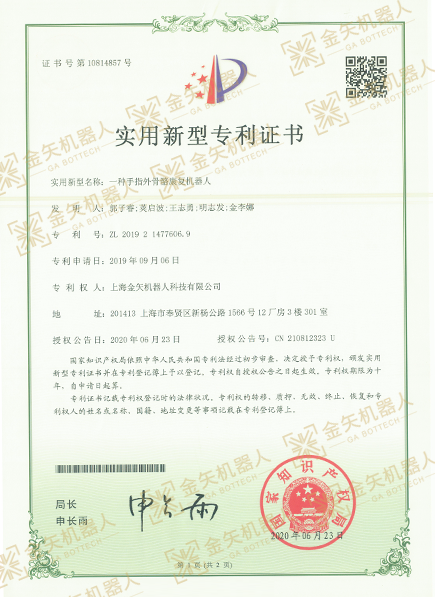 证书号第10814857号
实用新型专利证书
实用新型名称：一种手指外骨骼康复机器人
发 明 人：郭子睿;莫启波;王志勇;明志发;金李娜
专 利 号：ZL 2019 2 1477606.9
专利申请日：2019年09月06日
专 利 权 人：上海金矢机器人科技有限公司
地 址：201413 上海市奉贤区新杨公路1566号12厂房3楼301室
授权公告日：2020年06月23日 授权公告号：CN 210812323 U
国家知识产权局依照中华人民共和国专利法经过初步审查，决定授予专利权，颁发实用
新型专利证书并在专利登记簿上予以登记。专利权自授权公告之日起生效。专利权期限为十
年，自申请日起算。
专利证书记载专利权登记时的法律状况。专利权的转移、质押、无效、终止、恢复和专
利权人的姓名或名称、国籍、地址变更等事项记载在专利登记簿上。
局长
申长雨
申长雨
国家知识产权局
2020年06月23日
第 1 页 (共 2 页)
金矢机器人
GA BOTTECH